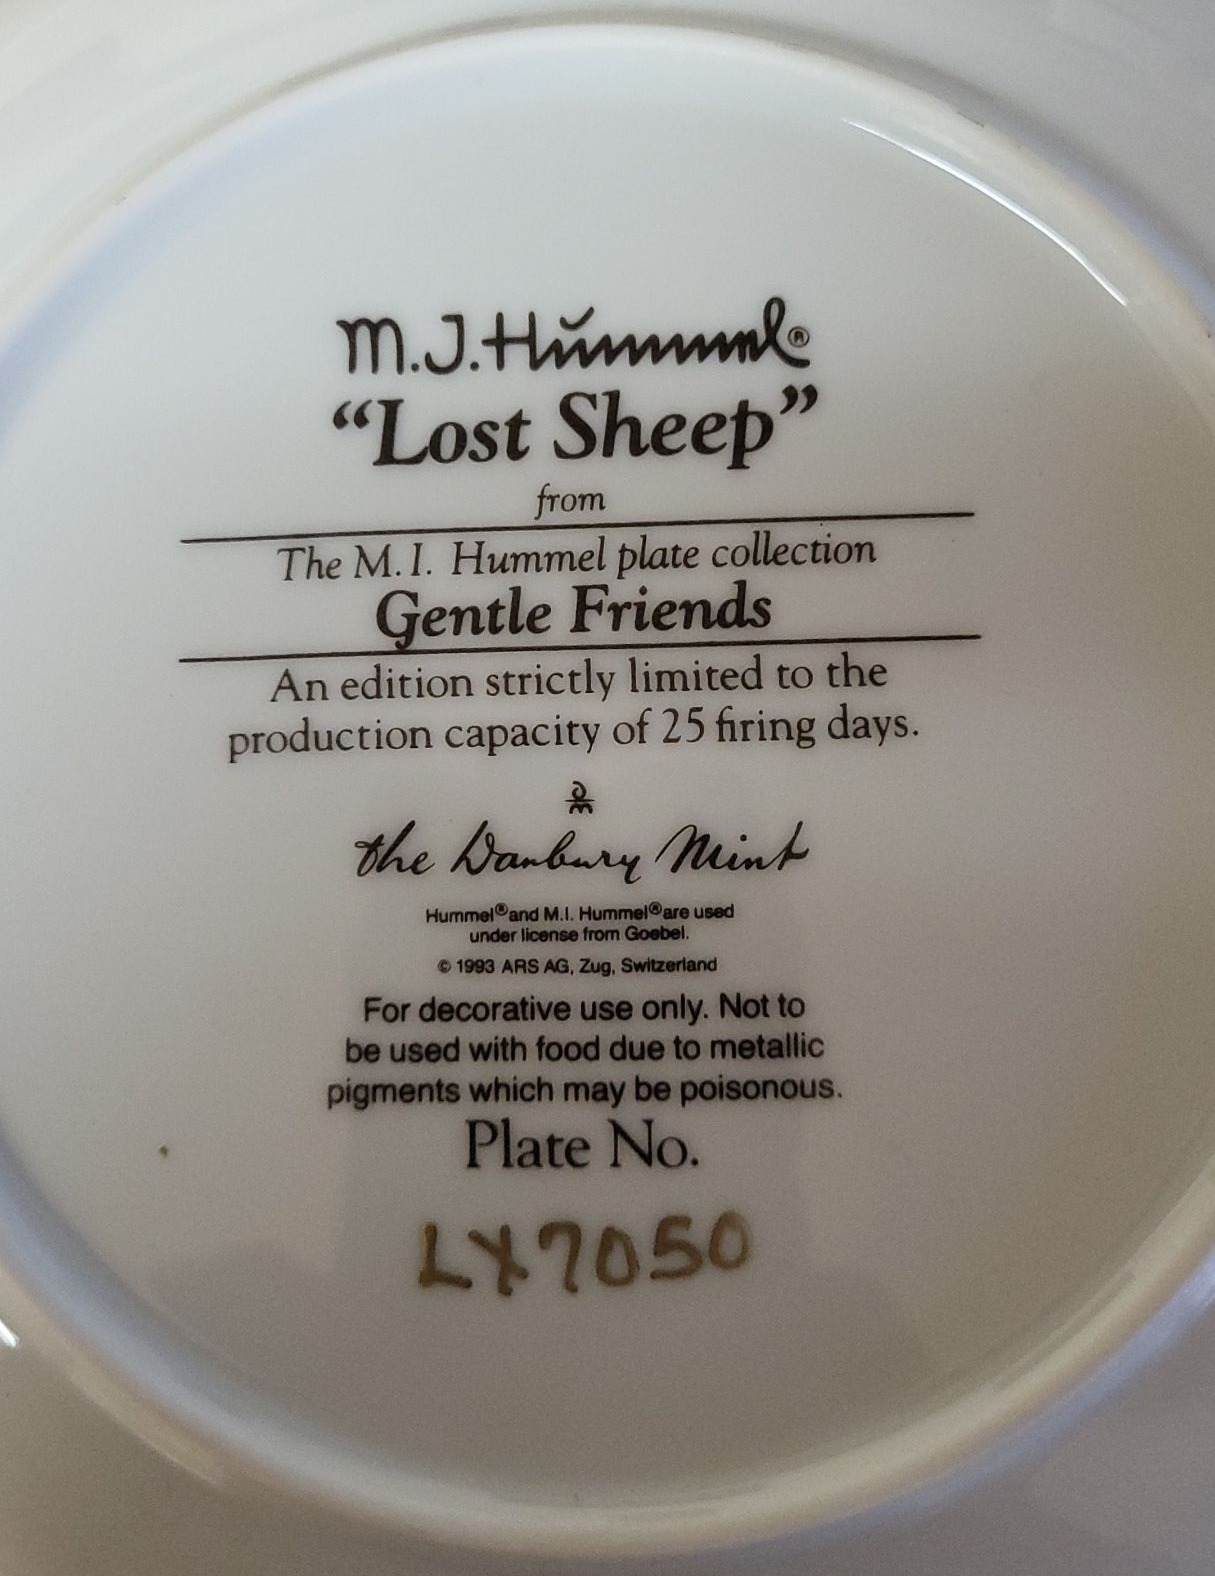 M.J. Hummel®
“Lost Sheep”
from
The M. I. Hummel plate collection
Gentle Friends
An edition strictly limited to the
production capacity of 25 firing days.
the Danbury Mint
Hummel® and M.I. Hummel® are used
under license from Goebel.
© 1993 ARS AG, Zug, Switzerland
For decorative use only. Not to
be used with food due to metallic
pigments which may be poisonous.
Plate No.
LX7050